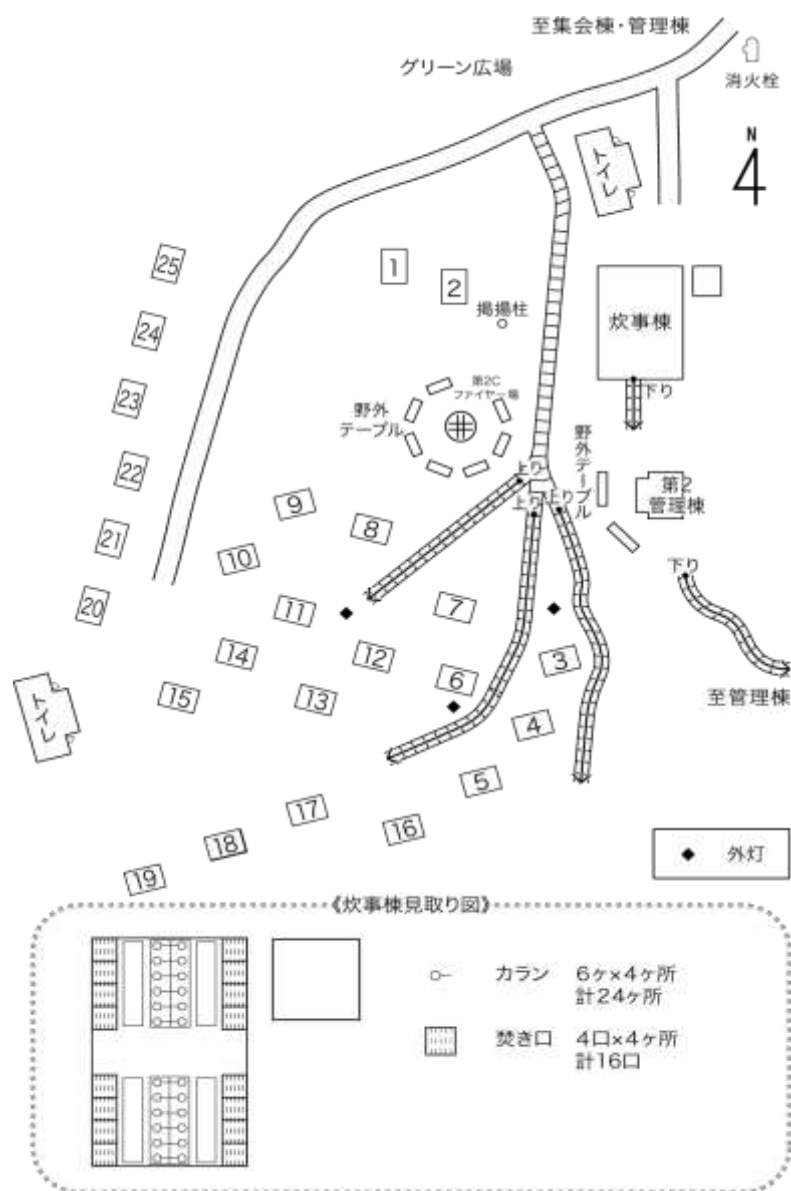 至集会棟・管理棟
グリーン広場
消火栓
N
4
トイレ
25
1
2
掲揚柱
炊事棟
24
下り
第2C
ファイヤー場
23
野外
テーブル
野外テーブル
22
上り
上り
上り
第2
管理棟
9
8
21
10
下り
20
11
7
14
12
3
15
13
6
トイレ
至管理棟
4
5
17
16
18
外灯
19
《炊事棟見取り図》
カラン 6ヶ×4ヶ所
計24ヶ所
焚き口 4口×4ヶ所
計16口